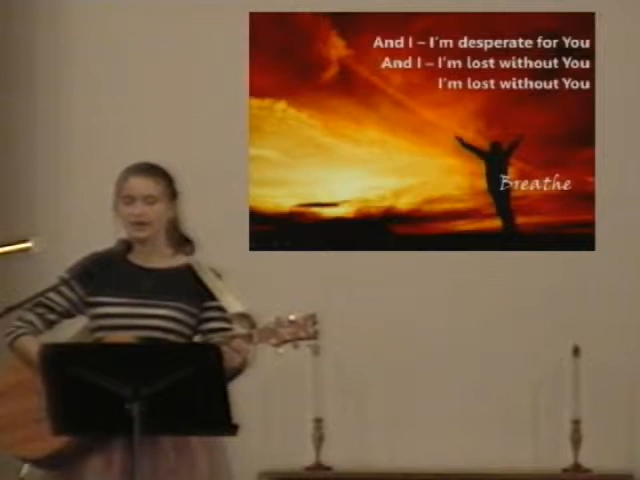 And I – I'm desperate for You
And I – I'm lost without You
I'm lost without You
Breathe